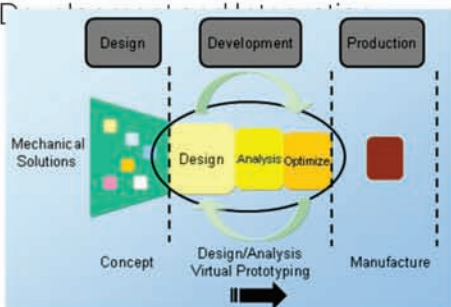 Design
Development
Production
Mechanical
Solutions
Design
Analysis
Optimize
Concept
Design/Analysis
Virtual Prototyping
Manufacture